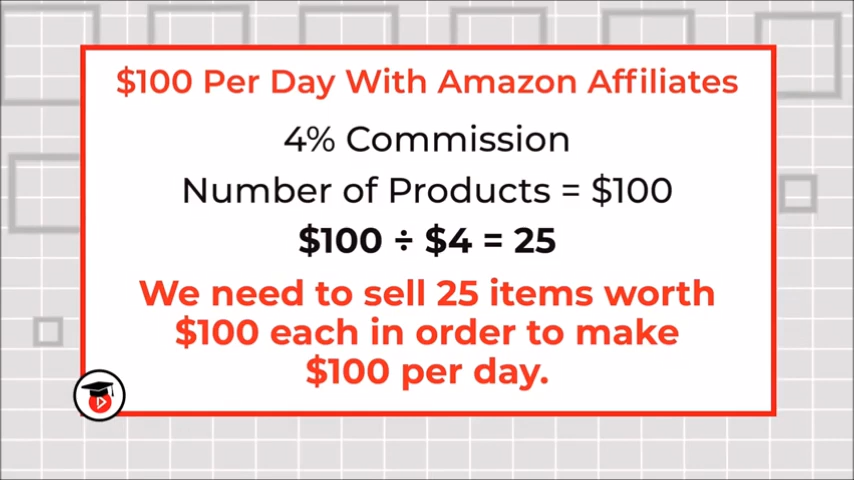 $100 Per Day With Amazon Affiliates
4% Commission
Number of Products = $100
$100 ÷ $4 = 25
We need to sell 25 items worth
$100 each in order to make
$100 per day.